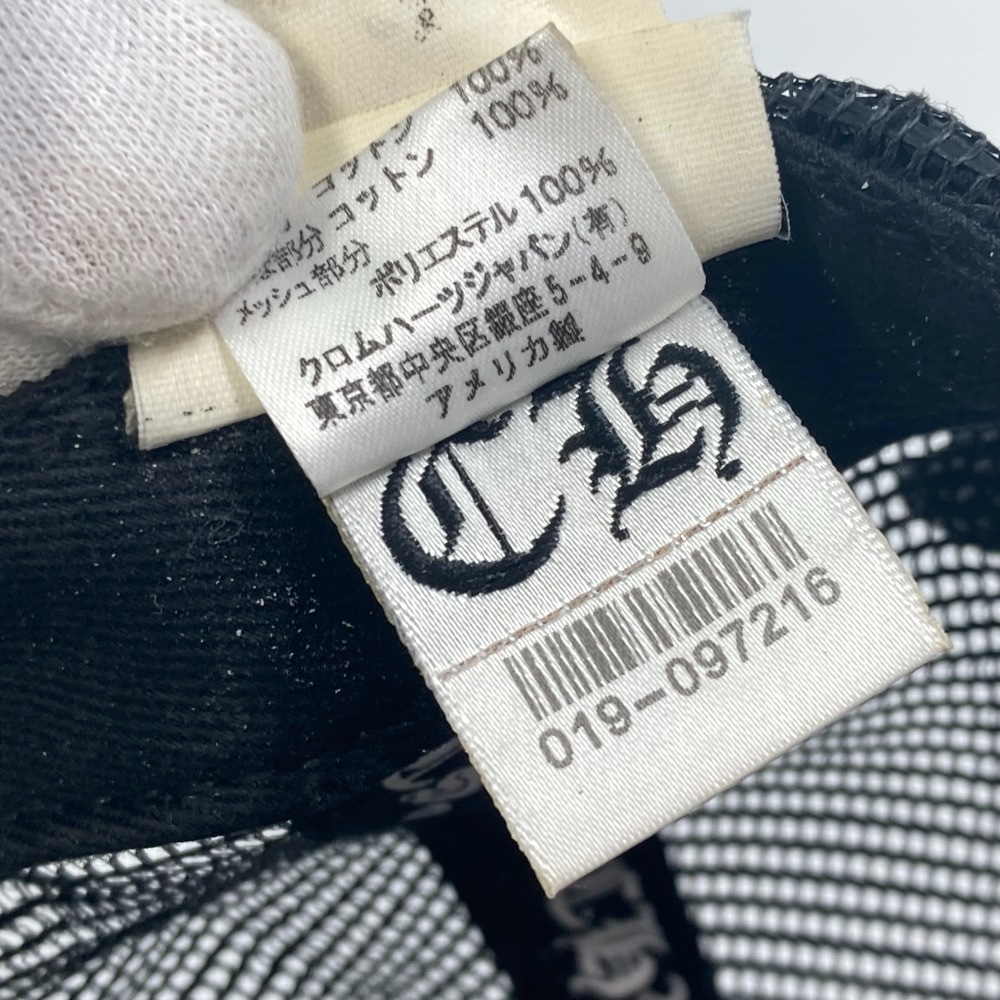 コットン 100%
部分 コットン 100%
メッシュ部分
ポリエステル 100%
クロムハーツジャパン(有)
東京都中央区銀座5-4-9
アメリカ製
CH
019-097216